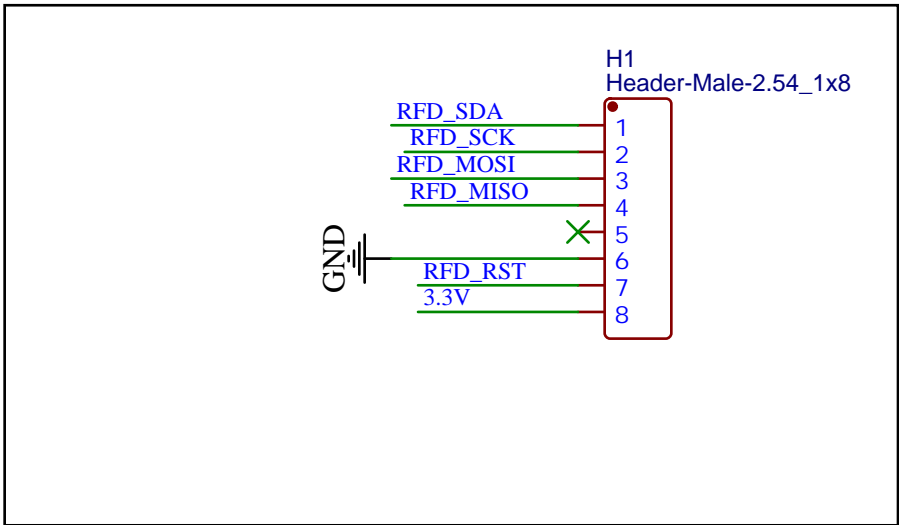 H1
Header-Male-2.54_1x8
RFD_SDA
1
RFD_SCK
2
RFD_MOSI
3
RFD_MISO
4
5
GND
6
RFD_RST
7
3.3V
8